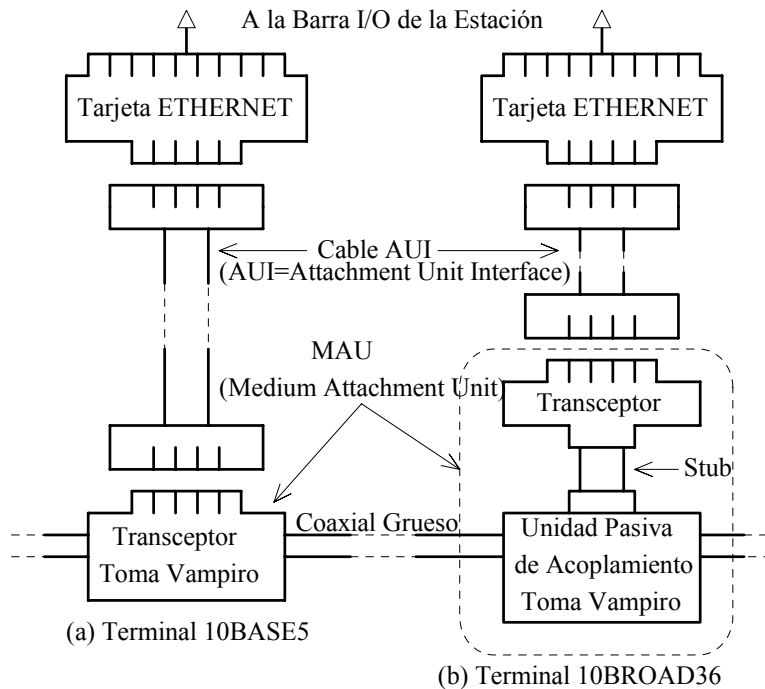 A la Barra I/O de la Estación
Tarjeta ETHERNET
Tarjeta ETHERNET
Cable AUI
(AUI=Attachment Unit Interface)
MAU
(Medium Attachment Unit)
Transceptor
Stub
Coaxial Grueso
Transceptor
Toma Vampiro
Unidad Pasiva
de Acoplamiento
Toma Vampiro
(a) Terminal 10BASE5
(b) Terminal 10BROAD36